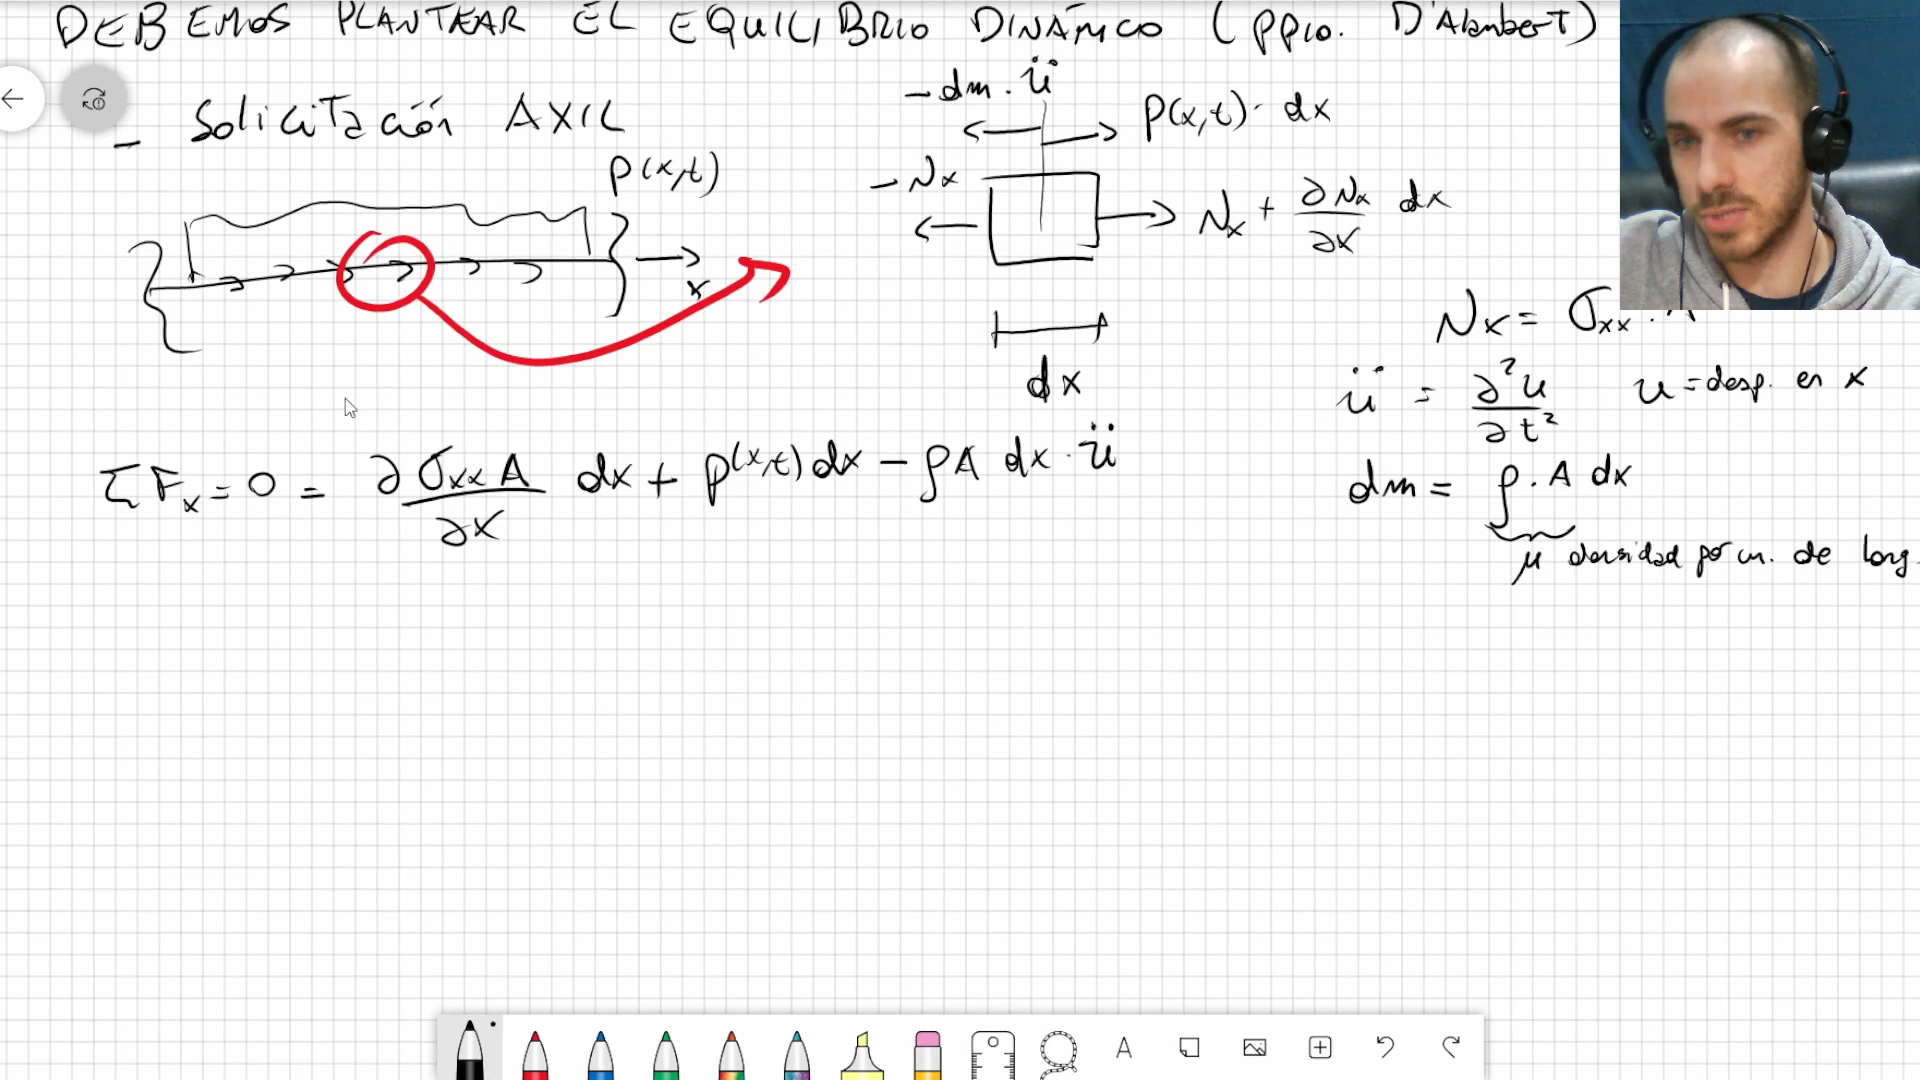 DEBEMOS PLANTEAR EL EQUILIBRIO DINÁMICO (PPIO. D'AlamberT)
- Solicitación AXIL
P(x,t)
x
-dm . ü
P(x,t) · dx
- Nx
Nx + ∂Nx/∂x dx
dx
Nx = σxx . A
ü = ∂²u/∂t² u = desp. en x
ΣFx = 0 = ∂σxx A/∂x dx + P(x,t) dx - ρA dx · ü
dm = ρ . A dx
μ densidad por un. de long.
A